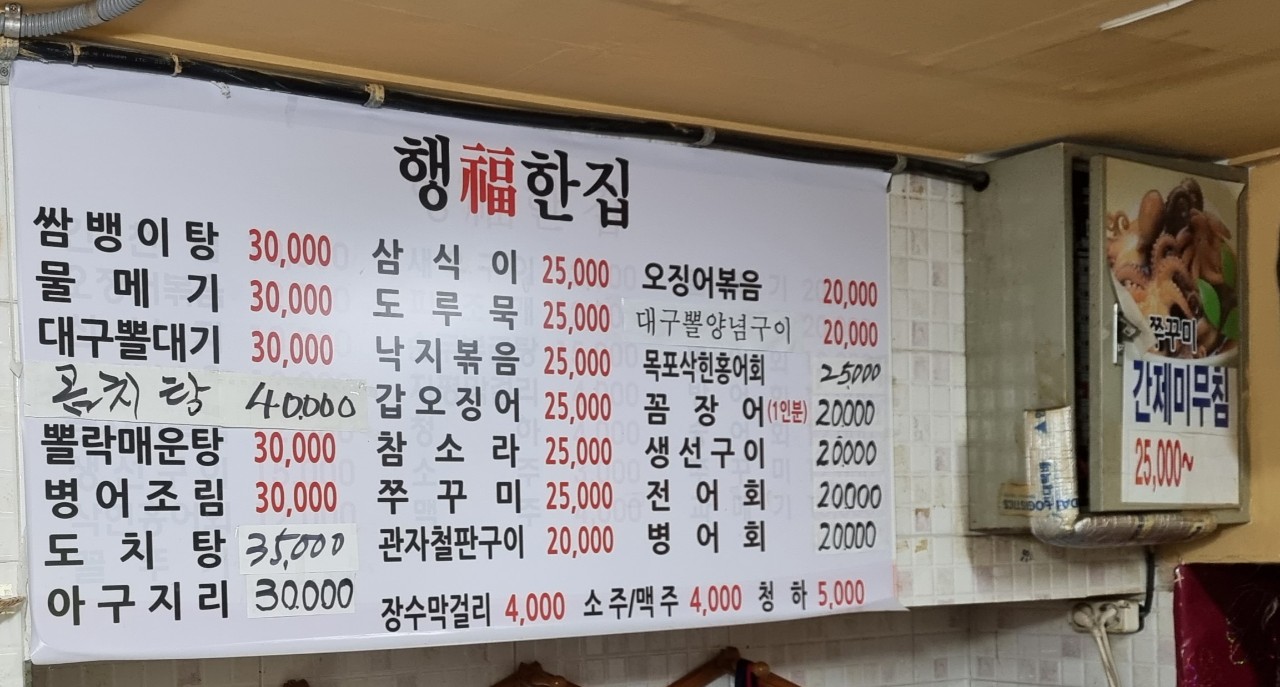 행福한집
쌈뱅이탕 30,000
물메기 30,000
대구뽈대기 30,000
곰치탕 40.000
뽈락매운탕 30,000
병어조림 30,000
도치탕 35,000
아구지리 30.000
삼식이 25,000
도루묵 25,000
낙지볶음 25,000
갑오징어 25,000
참소라 25,000
쭈꾸미 25,000
관자철판구이 20,000
오징어볶음 20,000
대구뽈양념구이 20,000
목포삭힌홍어회 25,000
꼼장어(1인분) 20000
생선구이 20000
전어회 20000
병어회 20000
장수막걸리 4,000 소주/맥주 4,000 청하 5,000
쭈꾸미
간제미무침
25,000~